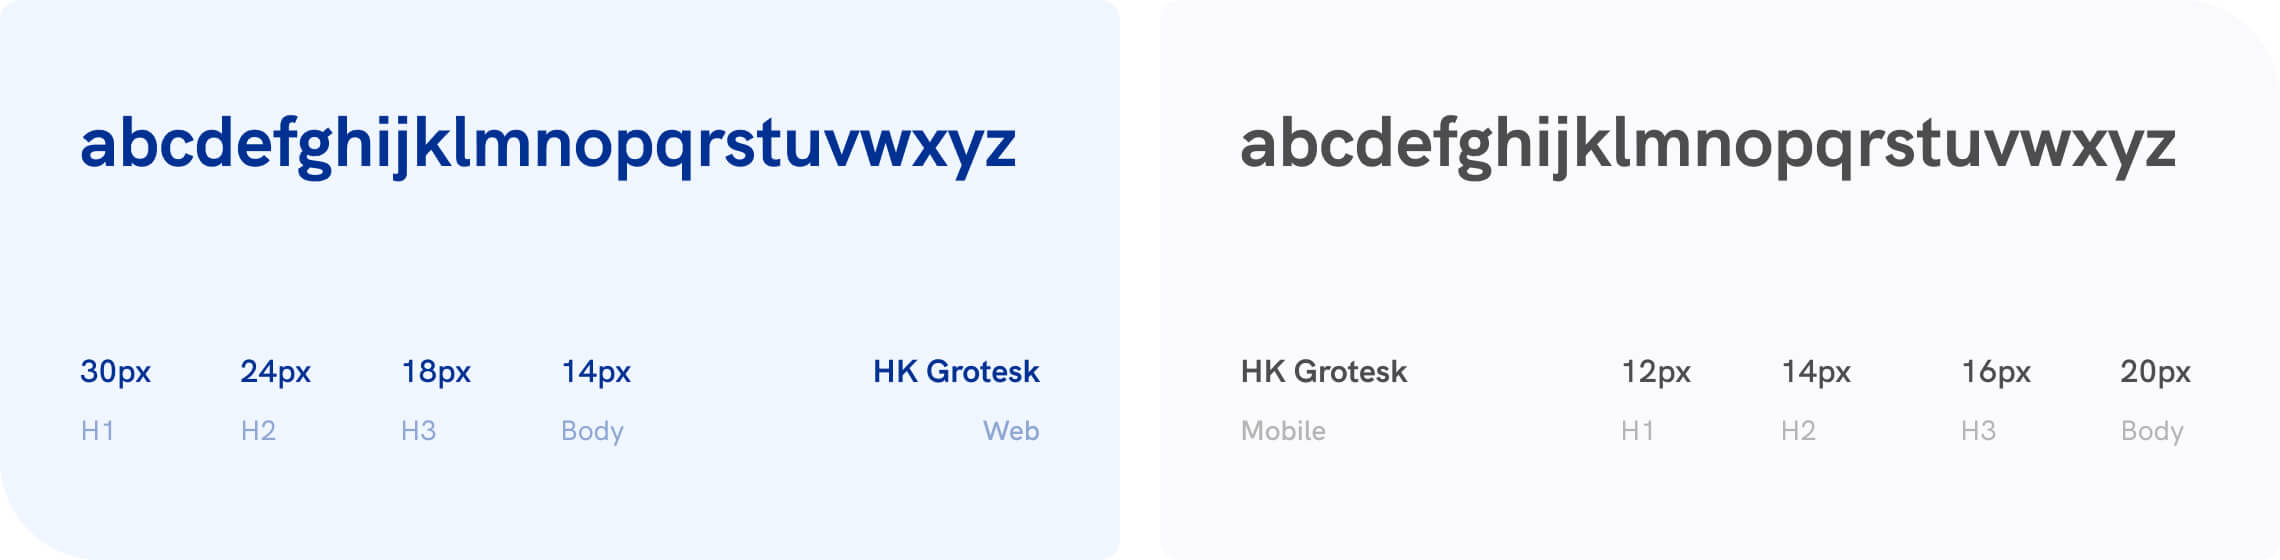 abcdefghijklmnopqrstuvwxyz
30px 24px 18px 14px HK Grotesk
H1 H2 H3 Body Web
abcdefghijklmnopqrstuvwxyz
HK Grotesk 12px 14px 16px 20px
Mobile H1 H2 H3 Body